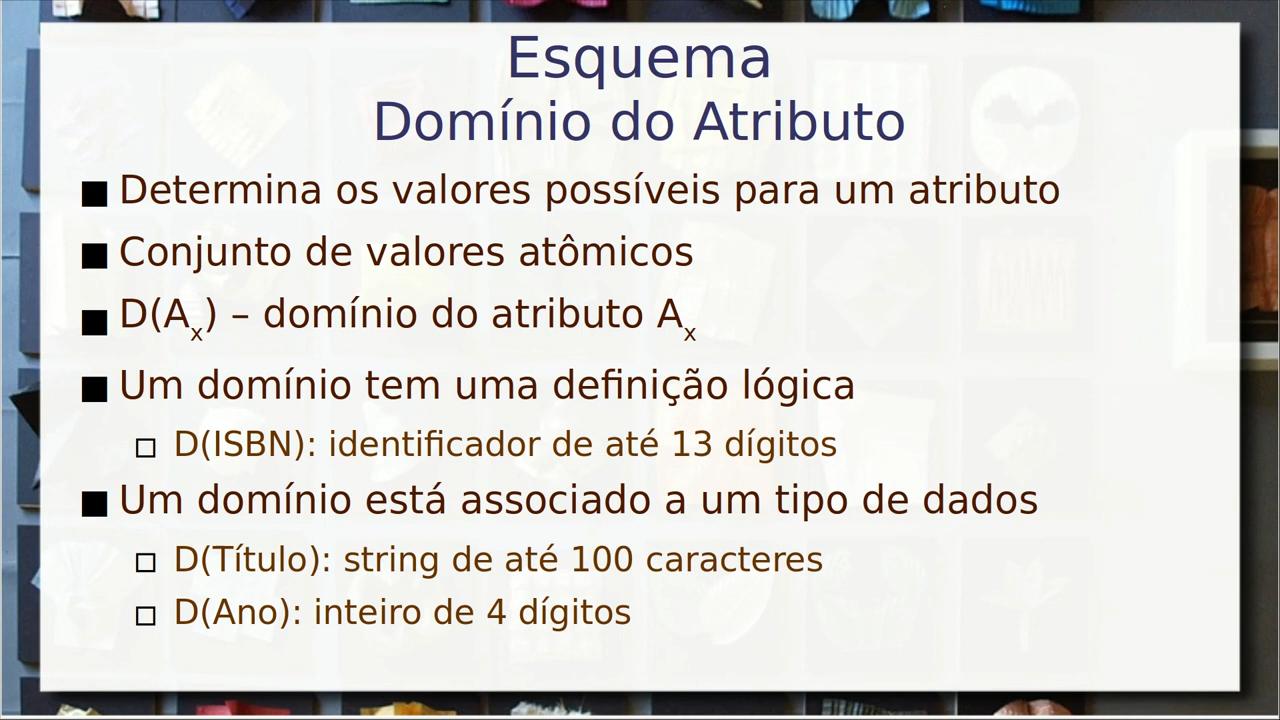 Esquema
Domínio do Atributo
■ Determina os valores possíveis para um atributo
■ Conjunto de valores atômicos
■ D(Aₓ) – domínio do atributo Aₓ
■ Um domínio tem uma definição lógica
□ D(ISBN): identificador de até 13 dígitos
■ Um domínio está associado a um tipo de dados
□ D(Título): string de até 100 caracteres
□ D(Ano): inteiro de 4 dígitos